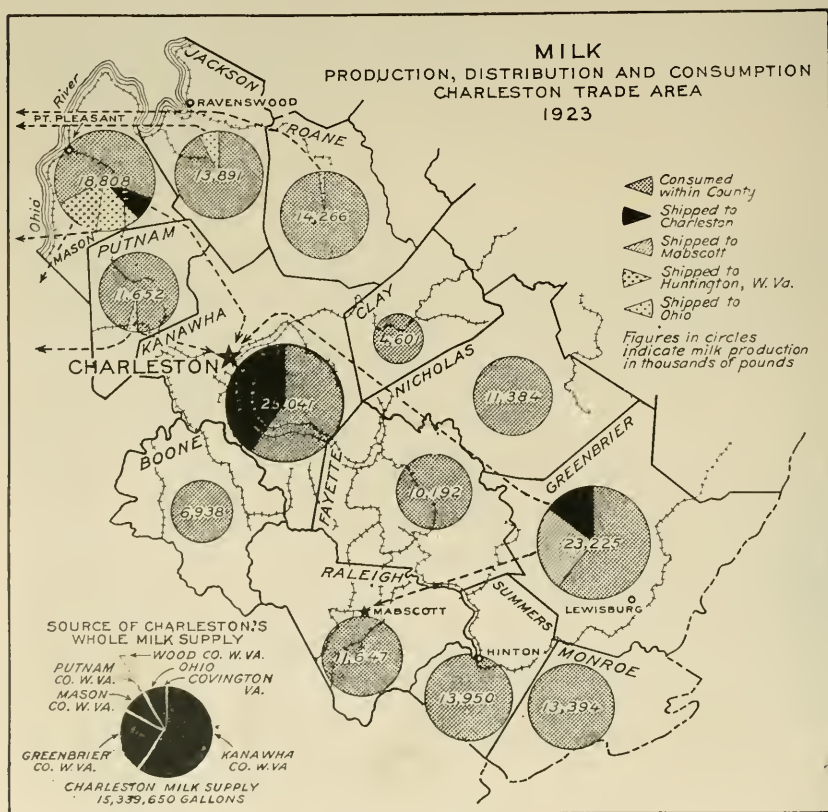 MILK
PRODUCTION, DISTRIBUTION AND CONSUMPTION
CHARLESTON TRADE AREA
1923
JACKSON
River
RAVENSWOOD
PT. PLEASANT
ROANE
18,808
13,891
14,266
Ohio
MASON
PUTNAM
11,652
KANAWHA
CHARLESTON
CLAY
4,601
NICHOLAS
11,384
25,041
BOONE
6,938
FAYETTE
10,192
GREENBRIER
23,225
LEWISBURG
RALEIGH
MABSCOTT
SUMMERS
11,647
HINTON
MONROE
13,950
13,394
Consumed
within County
Shipped to
Charleston
Shipped to
Mabscott
Shipped to
Huntington, W. Va.
Shipped to
Ohio
Figures in circles
indicate milk production
in thousands of pounds
SOURCE OF CHARLESTON'S
WHOLE MILK SUPPLY
WOOD CO. W. VA.
PUTNAM
CO. W. VA.
OHIO
COVINGTON
VA.
MASON
CO. W. VA.
GREENBRIER
CO. W. VA.
KANAWHA
CO. W. VA
CHARLESTON MILK SUPPLY
15,339,650 GALLONS